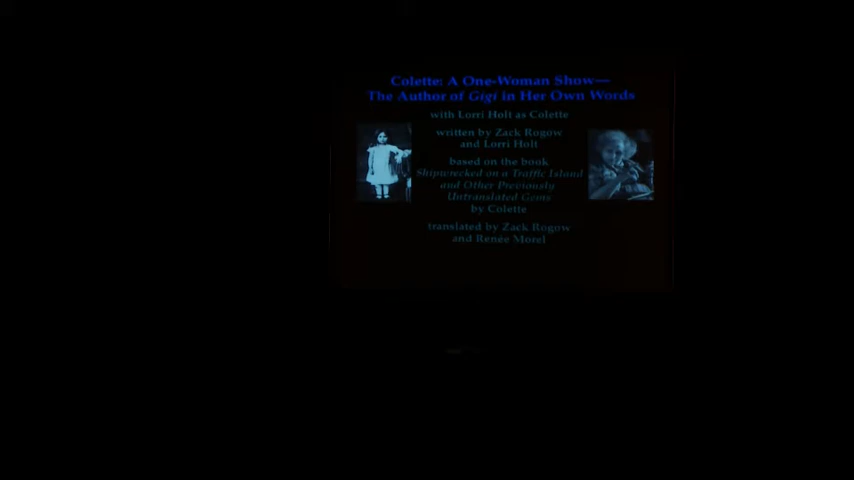 Colette: A One-Woman Show—
The Author of Gigi in Her Own Words
with Lorri Holt as Colette
written by Zack Rogow
and Lorri Holt
based on the book
Shipwrecked on a Traffic Island
and Other Previously
Untranslated Gems
by Colette
translated by Zack Rogow
and Renée Morel